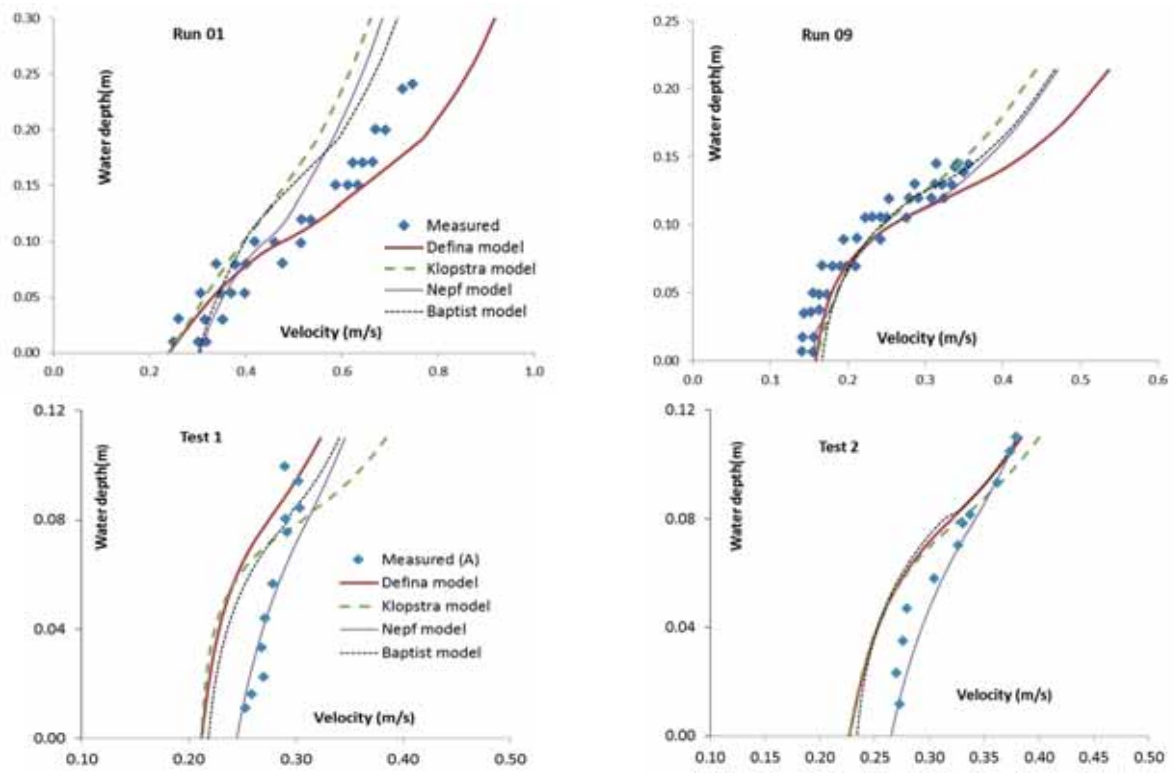 Run 01
Water depth(m)
0.30
0.25
0.20
0.15
0.10
0.05
0.00
Measured
Defina model
Klopstra model
Nepf model
Baptist model
Velocity (m/s)
0.0 0.2 0.4 0.6 0.8 1.0
Run 09
Water depth(m)
0.25
0.20
0.15
0.10
0.05
0.00
Velocity (m/s)
0.0 0.1 0.2 0.3 0.4 0.5 0.6
Test 1
Water depth(m)
0.12
0.08
0.04
0.00
Measured (A)
Defina model
Klopstra model
Nepf model
Baptist model
Velocity (m/s)
0.10 0.20 0.30 0.40 0.50
Test 2
Water depth(m)
0.12
0.08
0.04
0.00
Velocity (m/s)
0.10 0.15 0.20 0.25 0.30 0.35 0.40 0.45 0.50